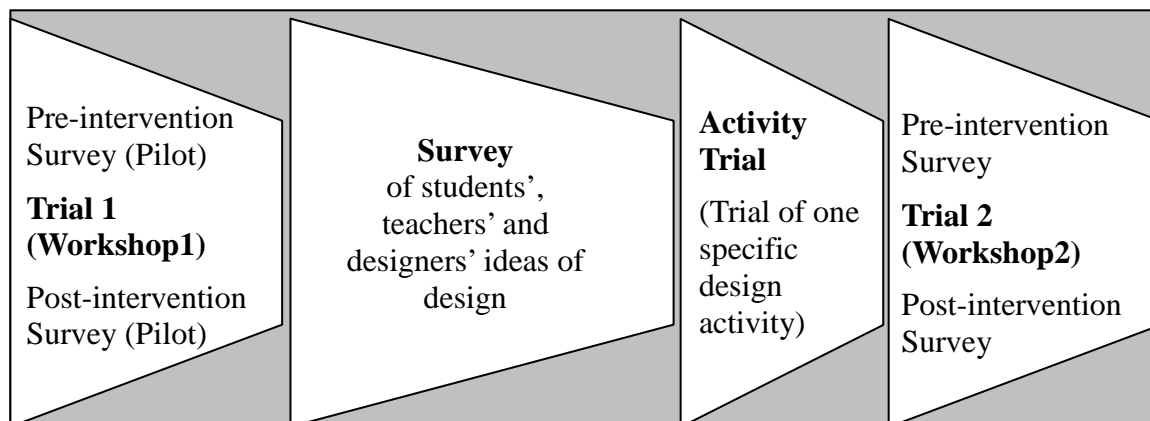 Pre-intervention
Survey (Pilot)
Trial 1
(Workshop1)
Post-intervention
Survey (Pilot)
Survey
of students’,
teachers’ and
designers’ ideas of
design
Activity
Trial
(Trial of one
specific
design
activity)
Pre-intervention
Survey
Trial 2
(Workshop2)
Post-intervention
Survey